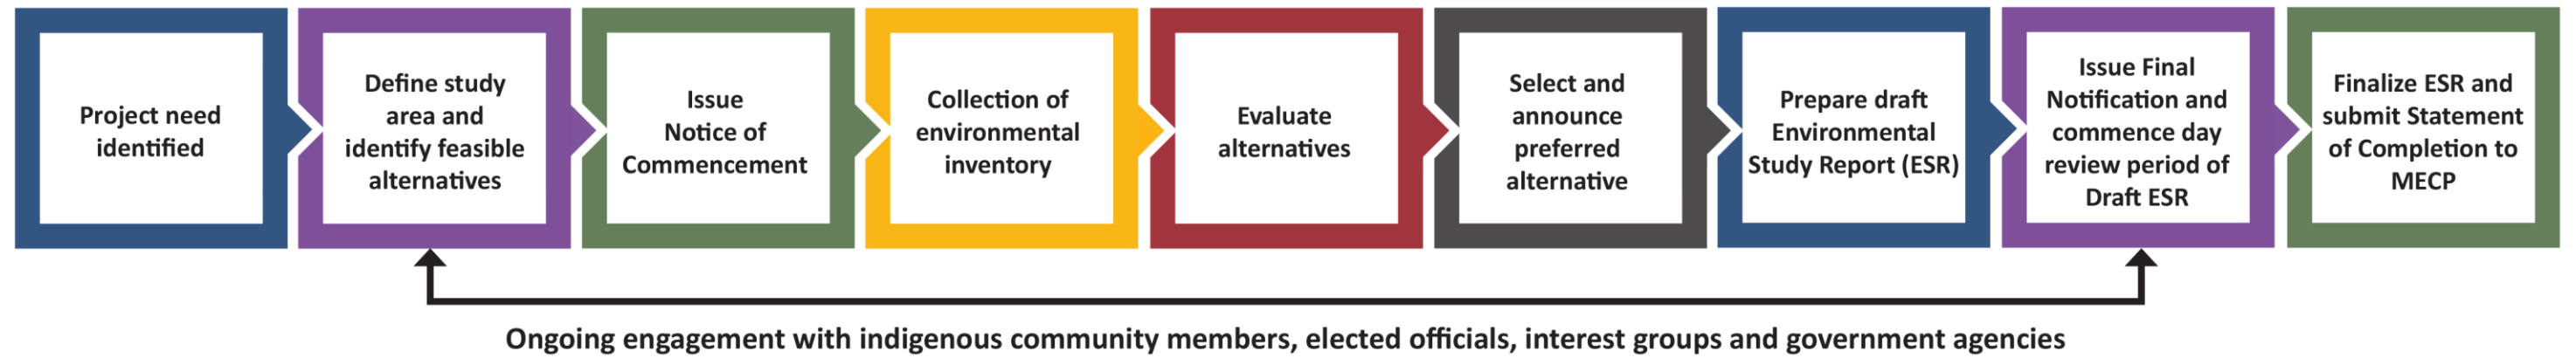 Project need
identified
Define study
area and
identify feasible
alternatives
Issue
Notice of
Commencement
Collection of
environmental
inventory
Evaluate
alternatives
Select and
announce
preferred
alternative
Prepare draft
Environmental
Study Report (ESR)
Issue Final
Notification and
commence day
review period of
Draft ESR
Finalize ESR and
submit Statement
of Completion to
MECP
Ongoing engagement with indigenous community members, elected officials, interest groups and government agencies